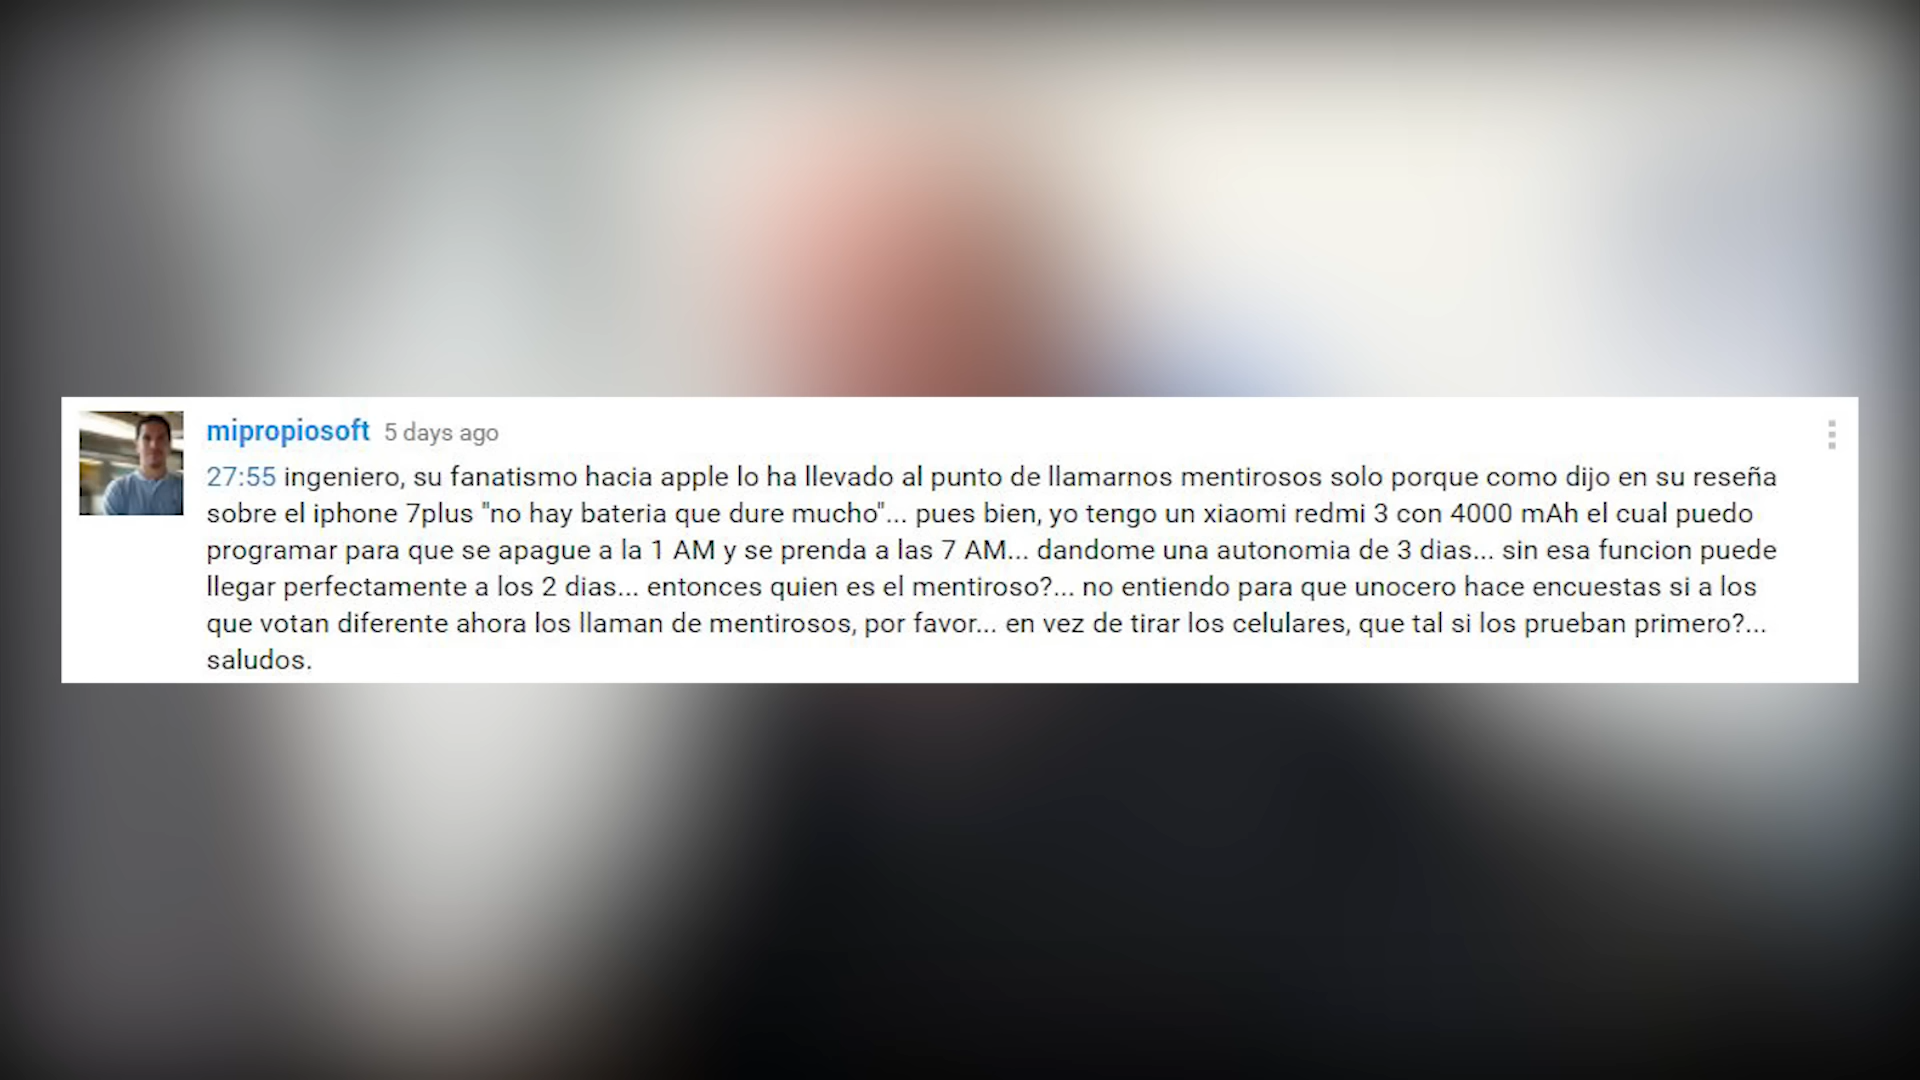 mipropiosoft 5 days ago
27:55 ingeniero, su fanatismo hacia apple lo ha llevado al punto de llamarnos mentirosos solo porque como dijo en su reseña
sobre el iphone 7plus "no hay bateria que dure mucho"... pues bien, yo tengo un xiaomi redmi 3 con 4000 mAh el cual puedo
programar para que se apague a la 1 AM y se prenda a las 7 AM... dandome una autonomia de 3 dias... sin esa funcion puede
llegar perfectamente a los 2 dias... entonces quien es el mentiroso?... no entiendo para que unocero hace encuestas si a los
que votan diferente ahora los llaman de mentirosos, por favor... en vez de tirar los celulares, que tal si los prueban primero?...
saludos.